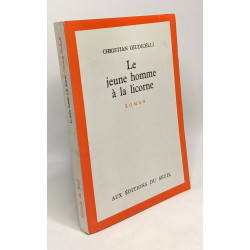 CHRISTIAN GIUDICELLI
Le
jeune homme
à la licorne
ROMAN
AUX ÉDITIONS DU SEUIL